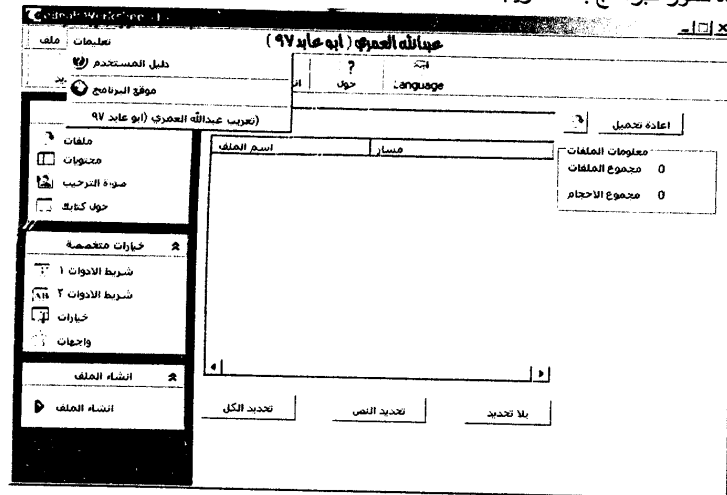 Workshop
عبدالله العمري ( ابو عابد ٩٧ )
ملف
تعليمات
دليل المستخدم
موقع البرنامج
(تعريب عبدالله العمري (ابو عابد ٩٧
?
حول
Language
اعادة تحميل
ملفات
محتويات
صورة الترحيب
حول كتابك
اسم الملف
مسار
معلومات الملفات
مجموع الملفات 0
مجموع الاحجام 0
خيارات متخصصة
شريط الادوات ١
شريط الادوات ٢
خيارات
واجهات
انشاء الملف
انشاء الملف
تحديد الكل
تحديد النص
بلا تحديد